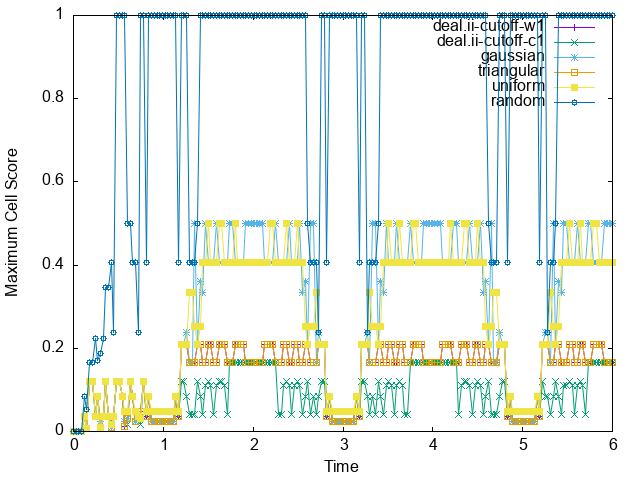 1
0.8
0.6
0.4
0.2
0
Maximum Cell Score
deal.ii-cutoff-w1
deal.ii-cutoff-c1
gaussian
triangular
uniform
random
0 1 2 3 4 5 6
Time